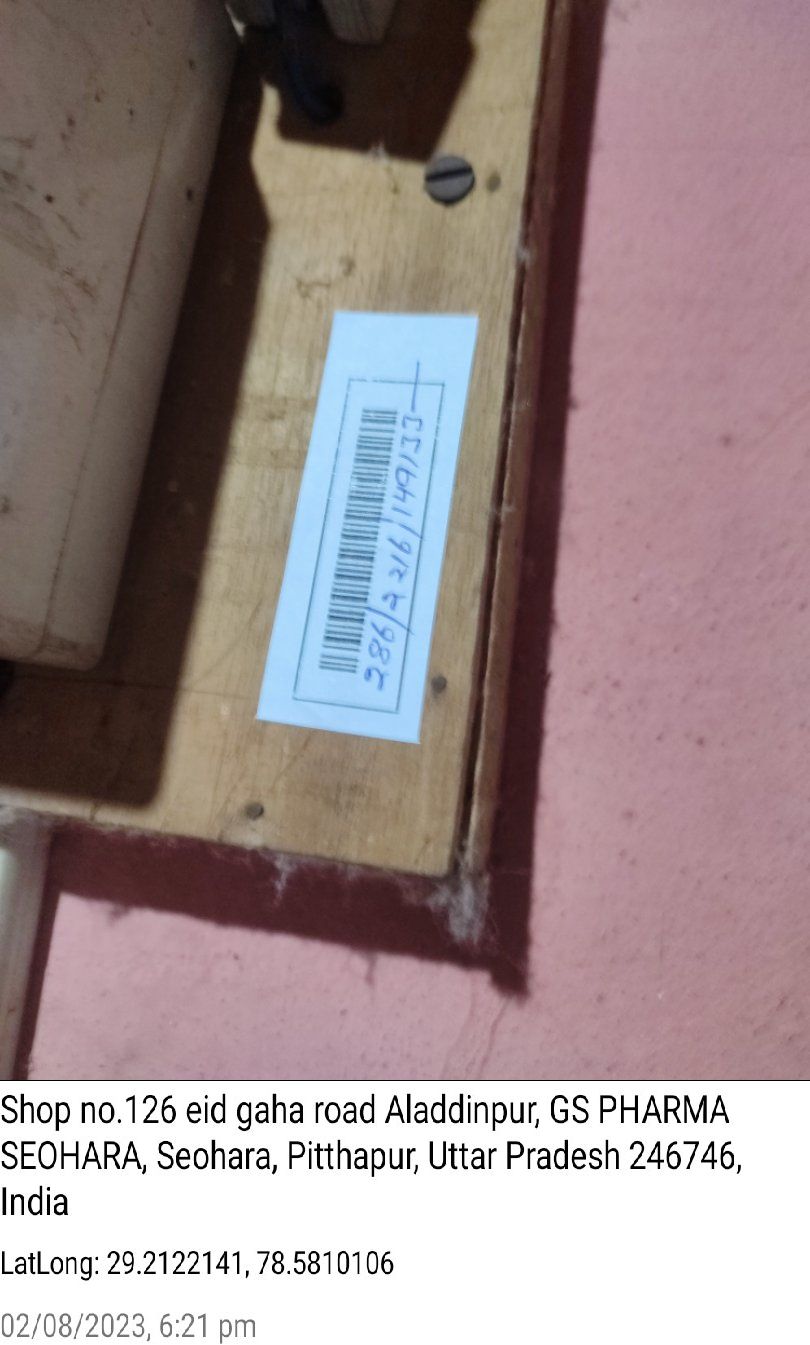 286/2216/149133
Shop no.126 eid gaha road Aladdinpur, GS PHARMA
SEOHARA, Seohara, Pitthapur, Uttar Pradesh 246746,
India
LatLong: 29.2122141, 78.5810106
02/08/2023, 6:21 pm